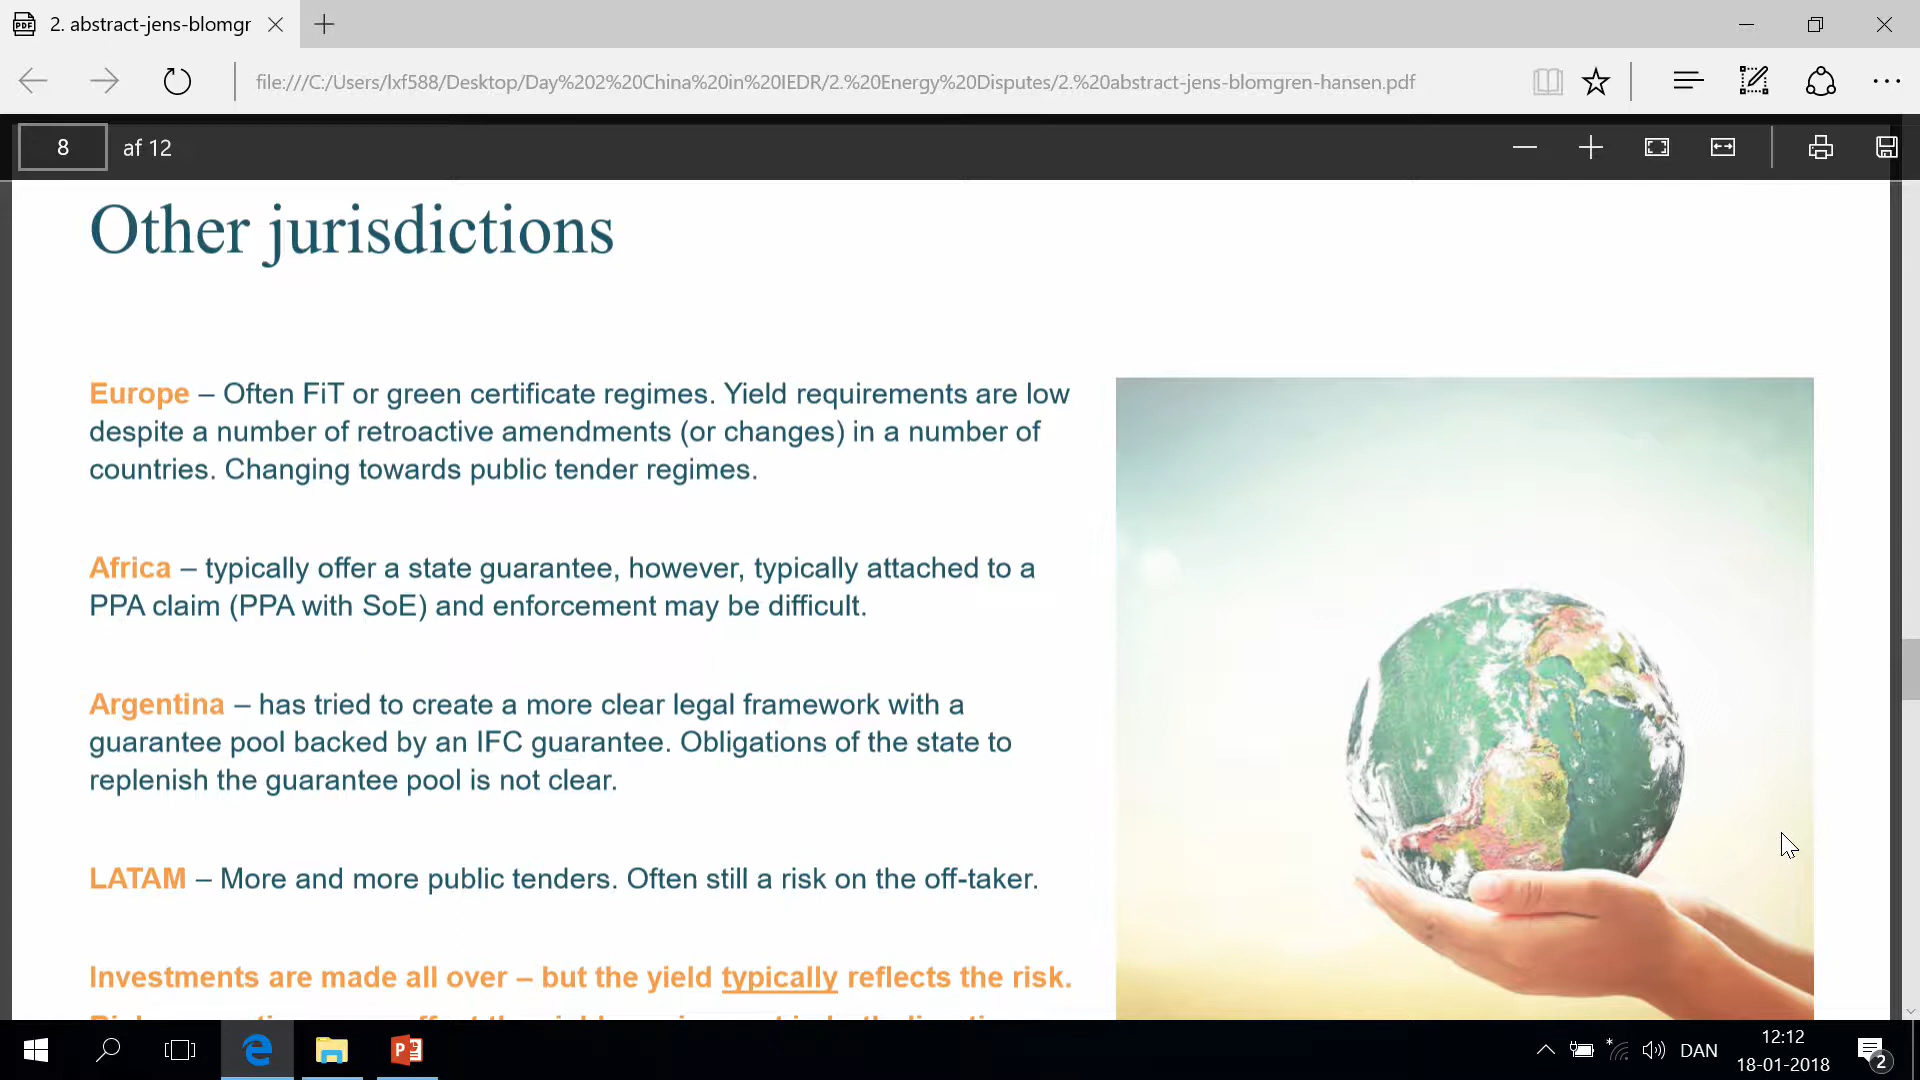 2. abstract-jens-blomgr
file:///C:/Users/lxf588/Desktop/Day%202%20China%20in%20IEDR/2.%20Energy%20Disputes/2.%20abstract-jens-blomgren-hansen.pdf
8 af 12
Other jurisdictions
Europe – Often FiT or green certificate regimes. Yield requirements are low
despite a number of retroactive amendments (or changes) in a number of
countries. Changing towards public tender regimes.
Africa – typically offer a state guarantee, however, typically attached to a
PPA claim (PPA with SoE) and enforcement may be difficult.
Argentina – has tried to create a more clear legal framework with a
guarantee pool backed by an IFC guarantee. Obligations of the state to
replenish the guarantee pool is not clear.
LATAM – More and more public tenders. Often still a risk on the off-taker.
Investments are made all over – but the yield typically reflects the risk.
DAN
12:12
18-01-2018
2